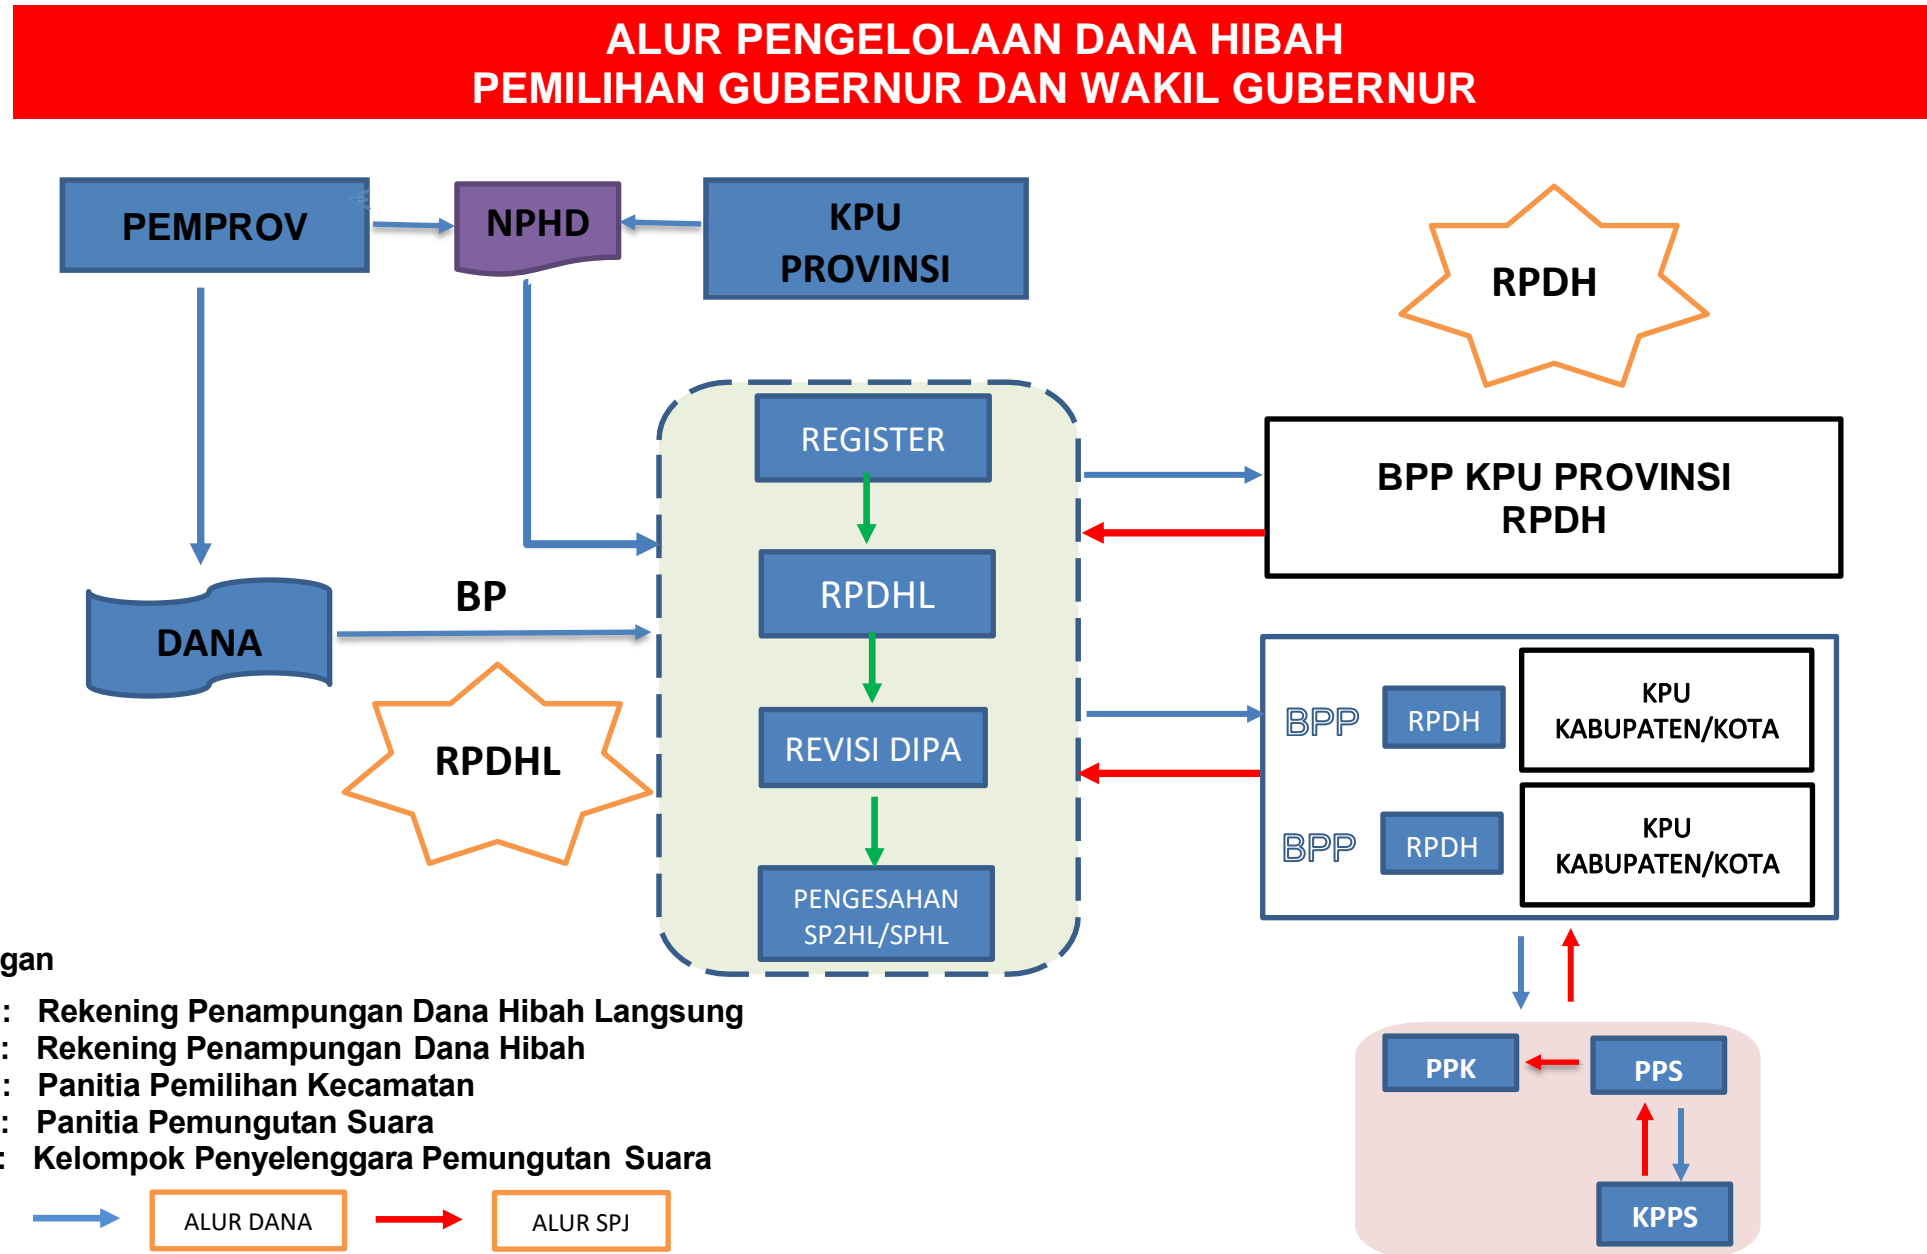 ALUR PENGELOLAAN DANA HIBAH
PEMILIHAN GUBERNUR DAN WAKIL GUBERNUR
PEMPROV
NPHD
KPU
PROVINSI
RPDH
REGISTER
BPP KPU PROVINSI
RPDH
RPDHL
BP
DANA
RPDHL
REVISI DIPA
BPP
RPDH
KPU
KABUPATEN/KOTA
BPP
RPDH
KPU
KABUPATEN/KOTA
PENGESAHAN
SP2HL/SPHL
gan
: Rekening Penampungan Dana Hibah Langsung
: Rekening Penampungan Dana Hibah
: Panitia Pemilihan Kecamatan
: Panitia Pemungutan Suara
: Kelompok Penyelenggara Pemungutan Suara
PPK
PPS
KPPS
ALUR DANA
ALUR SPJ